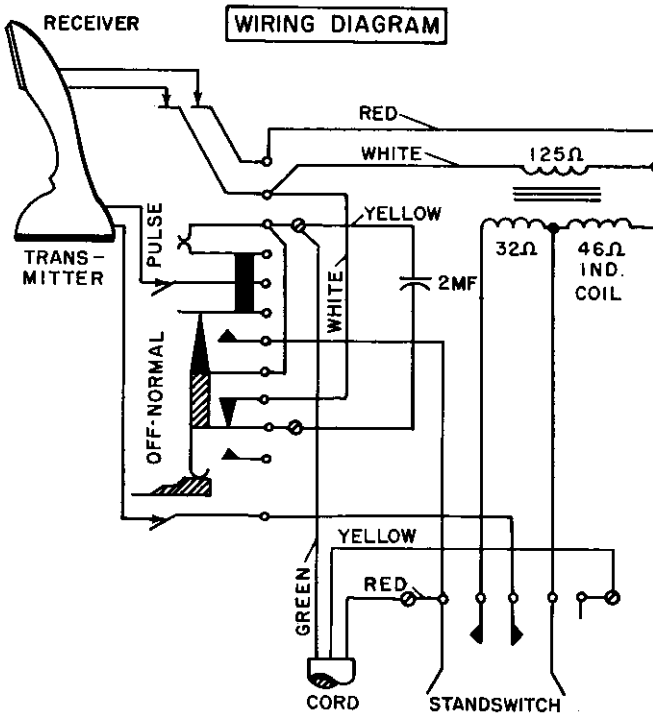 RECEIVER
WIRING DIAGRAM
RED
WHITE
125Ω
YELLOW
PULSE
TRANS-
MITTER
32Ω
46Ω
IND.
COIL
2MF
WHITE
OFF-NORMAL
YELLOW
GREEN
RED
CORD
STANDSWITCH